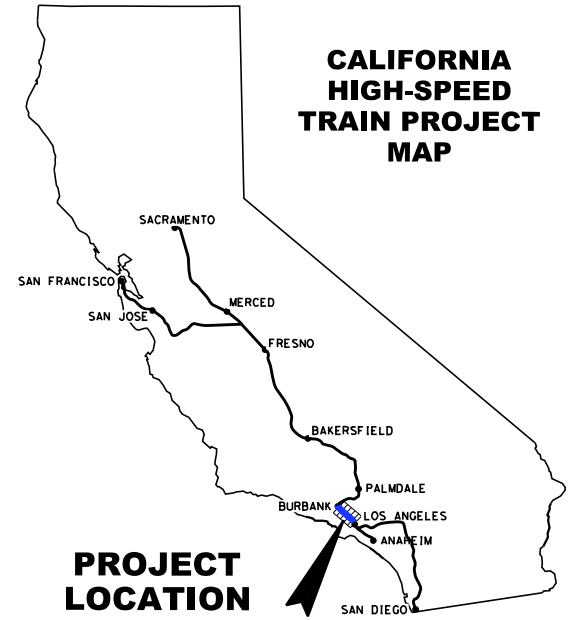 CALIFORNIA
HIGH-SPEED
TRAIN PROJECT
MAP
SACRAMENTO
SAN FRANCISCO
MERCED
SAN JOSE
FRESNO
BAKERSFIELD
PALMDALE
BURBANK
LOS ANGELES
ANAHEIM
PROJECT
LOCATION
SAN DIEGO